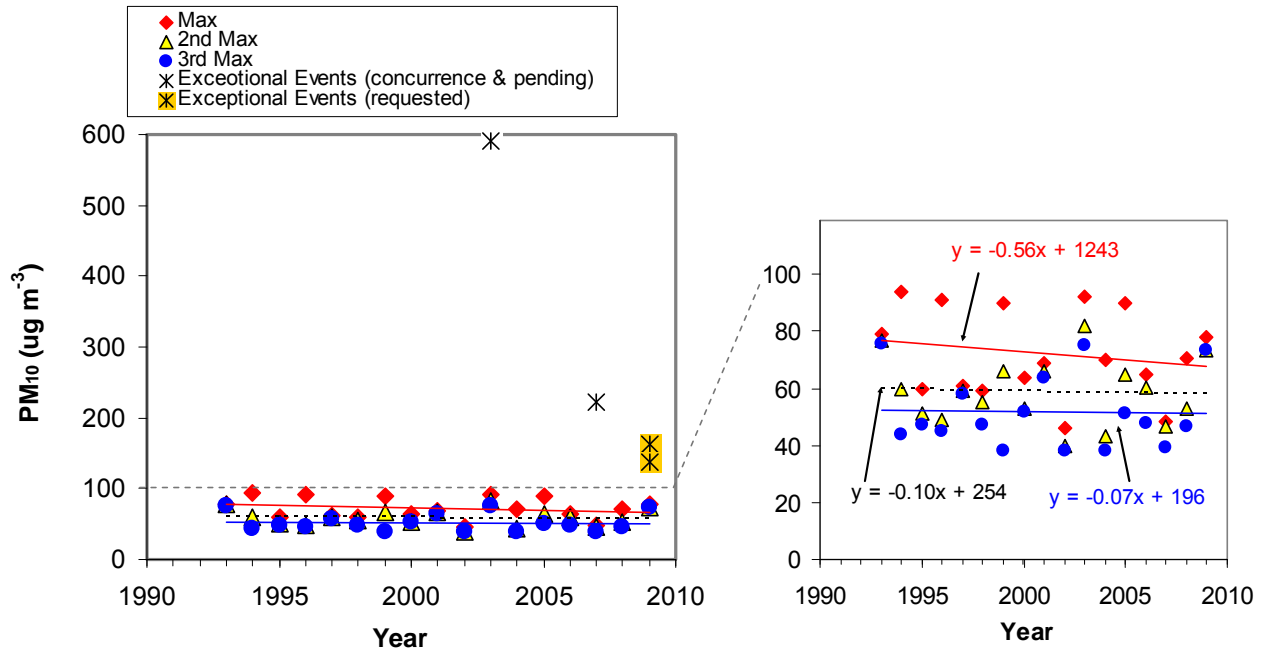 Max
2nd Max
3rd Max
Exceotional Events (concurrence & pending)
Exceptional Events (requested)
600
500
400
300
200
100
0
1990
1995
2000
2005
2010
PM10 (ug m-3)
Year
y = -0.56x + 1243
100
80
60
40
20
0
y = -0.10x + 254
y = -0.07x + 196
1990
1995
2000
2005
2010
Year